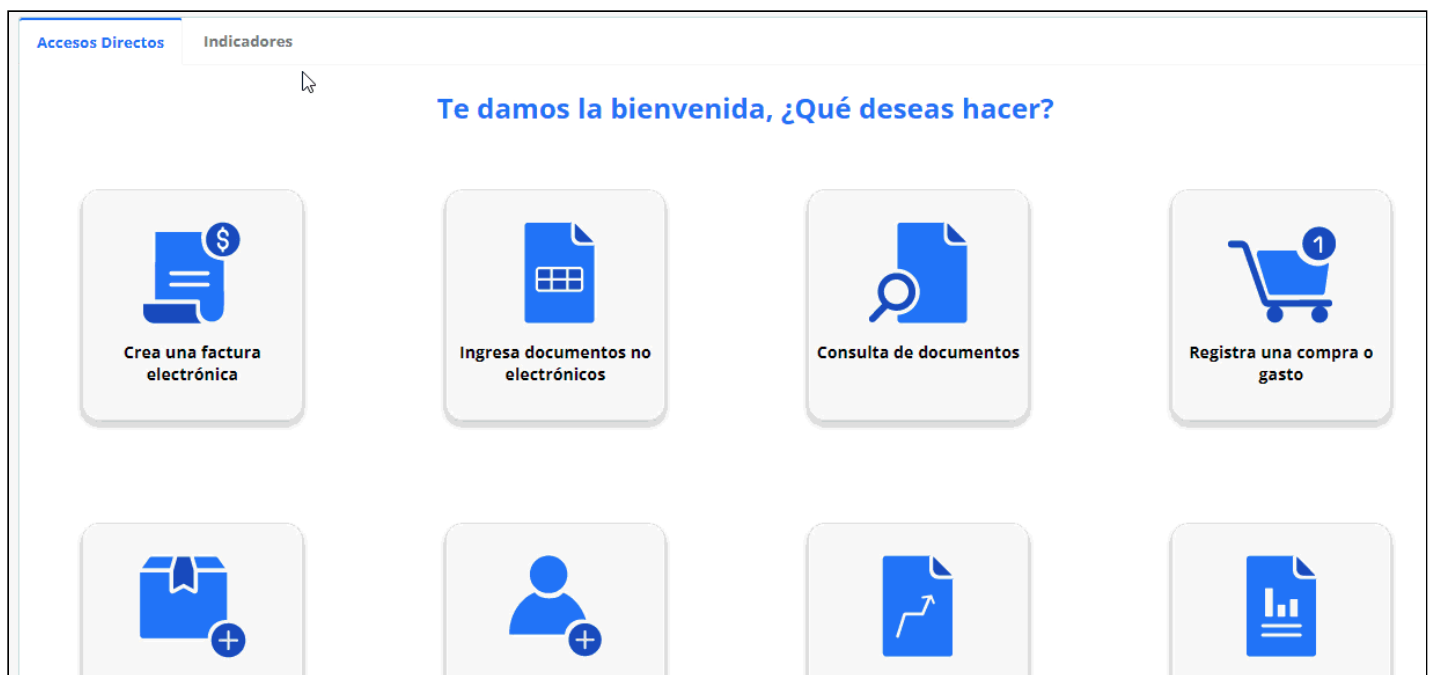 Accesos Directos Indicadores
Te damos la bienvenida, ¿Qué deseas hacer?
$
1
Crea una factura
electrónica
Ingresa documentos no
electrónicos
Consulta de documentos
Registra una compra o
gasto